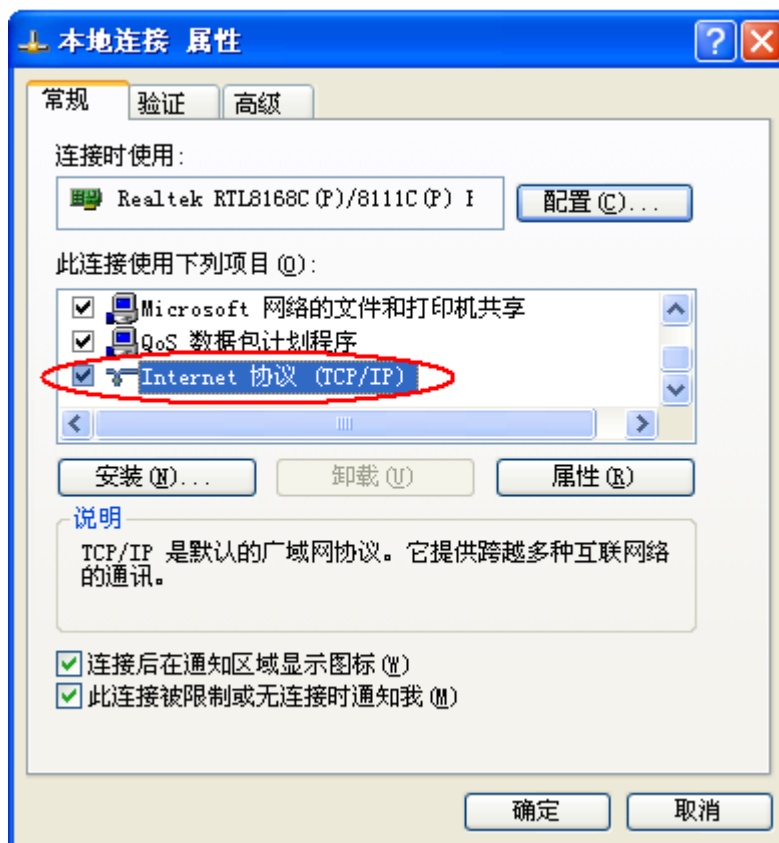 本地连接 属性
常规 验证 高级
连接时使用:
Realtek RTL8168C(P)/8111C(P)
配置(C)...
此连接使用下列项目(O):
Microsoft 网络的文件和打印机共享
QoS 数据包计划程序
Internet 协议 (TCP/IP)
安装(N)... 卸载(U) 属性(R)
说明
TCP/IP 是默认的广域网协议。它提供跨越多种互联网络
的通讯。
连接后在通知区域显示图标(W)
此连接被限制或无连接时通知我(M)
确定 取消